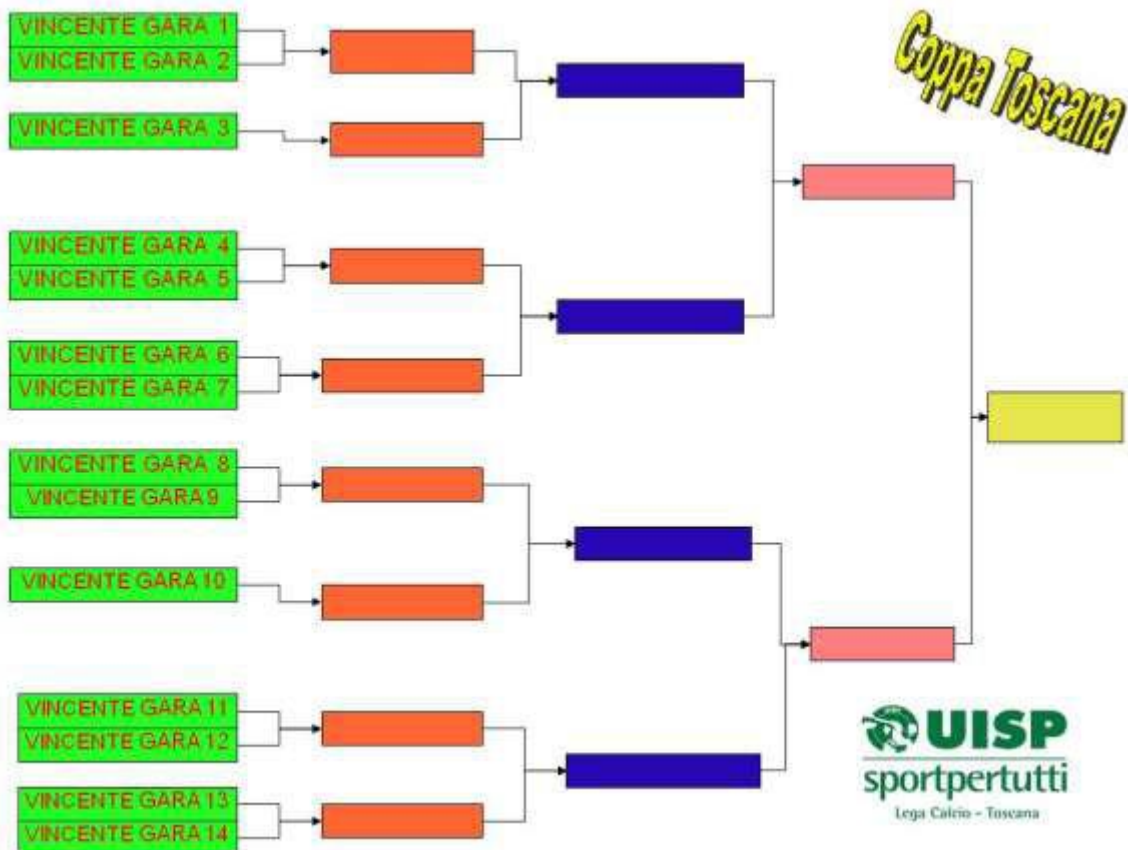 VINCENTE GARA 1
VINCENTE GARA 2
VINCENTE GARA 3
VINCENTE GARA 4
VINCENTE GARA 5
VINCENTE GARA 6
VINCENTE GARA 7
VINCENTE GARA 8
VINCENTE GARA 9
VINCENTE GARA 10
VINCENTE GARA 11
VINCENTE GARA 12
VINCENTE GARA 13
VINCENTE GARA 14
Coppa Toscana
UISP
sportpertutti
Lega Calcio - Toscana